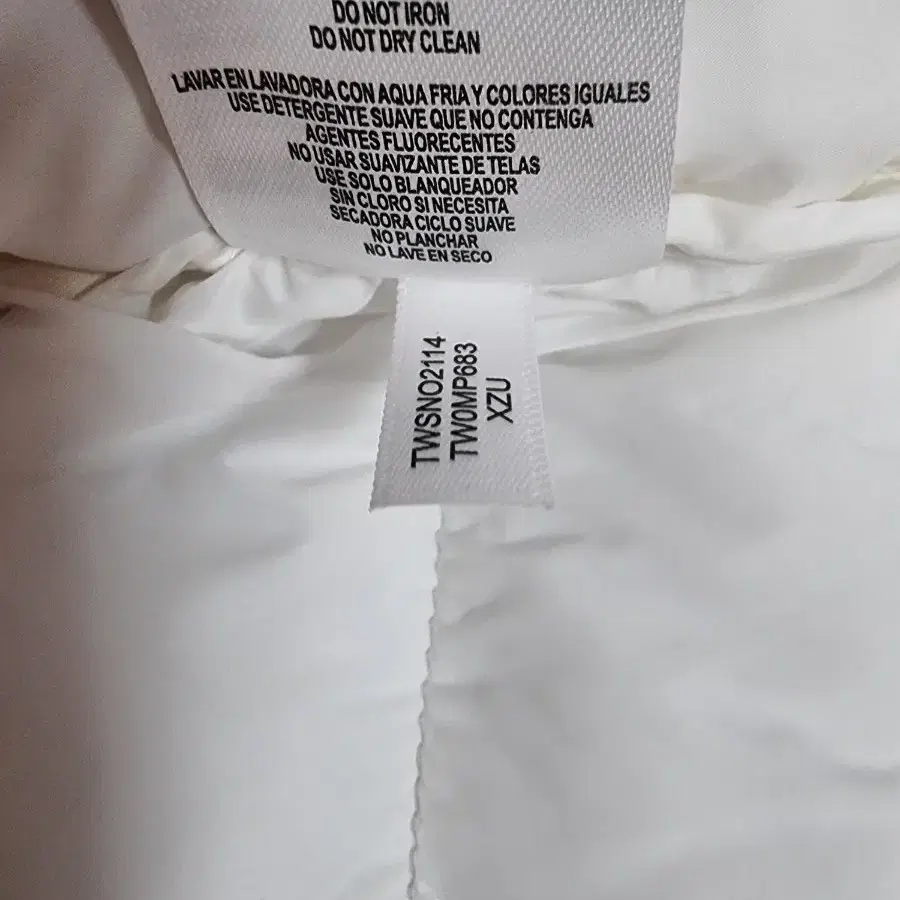 DO NOT IRON
DO NOT DRY CLEAN
LAVAR EN LAVADORA CON AQUA FRIA Y COLORES IGUALES
USE DETERGENTE SUAVE QUE NO CONTENGA
AGENTES FLUORECENTES
NO USAR SUAVIZANTE DE TELAS
USE SOLO BLANQUEADOR
SIN CLORO SI NECESITA
SECADORA CICLO SUAVE
NO PLANCHAR
NO LAVE EN SECO
TWSNO2114
TW0MP683
XZU